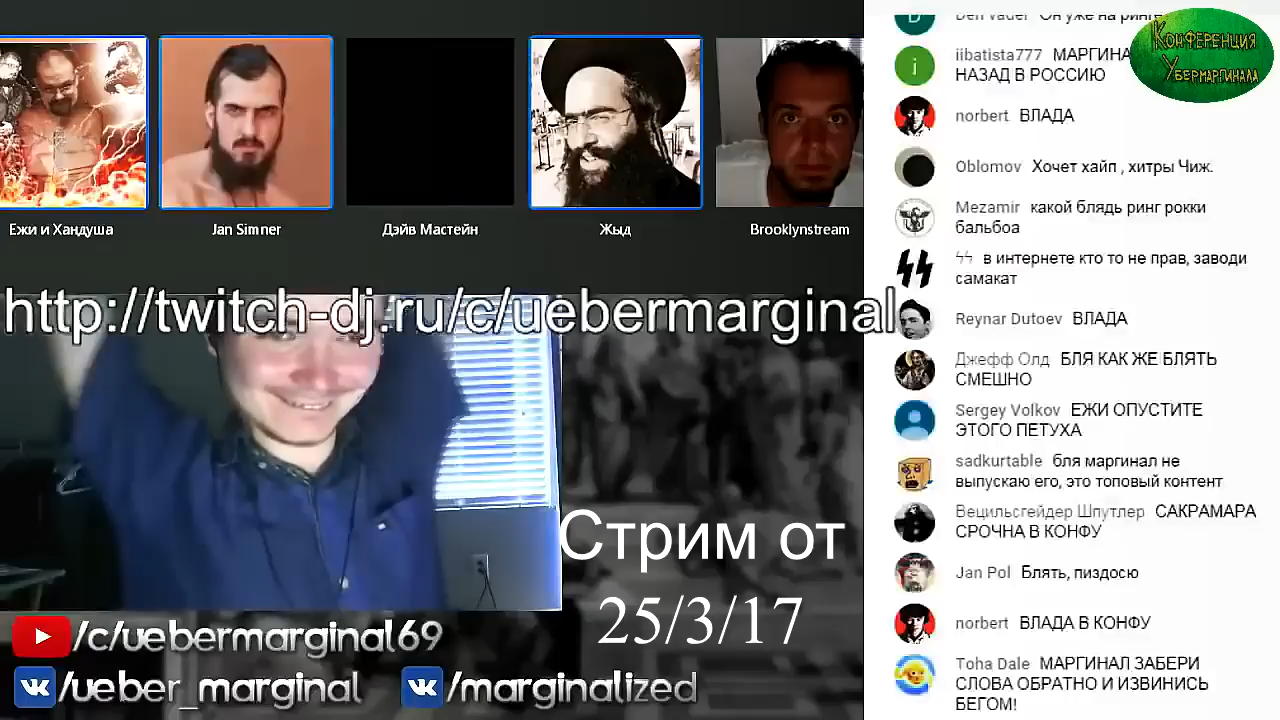 Ежи и Хандуша
Jan Simner
Дэйв Мастейн
Жыд
Brooklynstream
http://twitch-dj.ru/c/uebermarginal
Стрим от
25/3/17
/c/uebermarginal69
/ueber_marginal
/marginalized
Конференция
Убермаргинала
iibatista777 МАРГИНА
НАЗАД В РОССИЮ
norbert ВЛАДА
Oblomov Хочет хайп , хитры Чиж.
Mezamir какой блядь ринг рокки
бальбоа
ϟϟ в интернете кто то не прав, заводи
самакат
Reynar Dutoev ВЛАДА
Джефф Олд БЛЯ КАК ЖЕ БЛЯТЬ
СМЕШНО
Sergey Volkov ЕЖИ ОПУСТИТЕ
ЭТОГО ПЕТУХА
sadkurtable бля маргинал не
выпускаю его, это топовый контент
Вецильсгейдер Шпутлер САКРАМАРА
СРОЧНА В КОНФУ
Jan Pol Блять, пиздосю
norbert ВЛАДА В КОНФУ
Toha Dale МАРГИНАЛ ЗАБЕРИ
СЛОВА ОБРАТНО И ИЗВИНИСЬ
БЕГОМ!